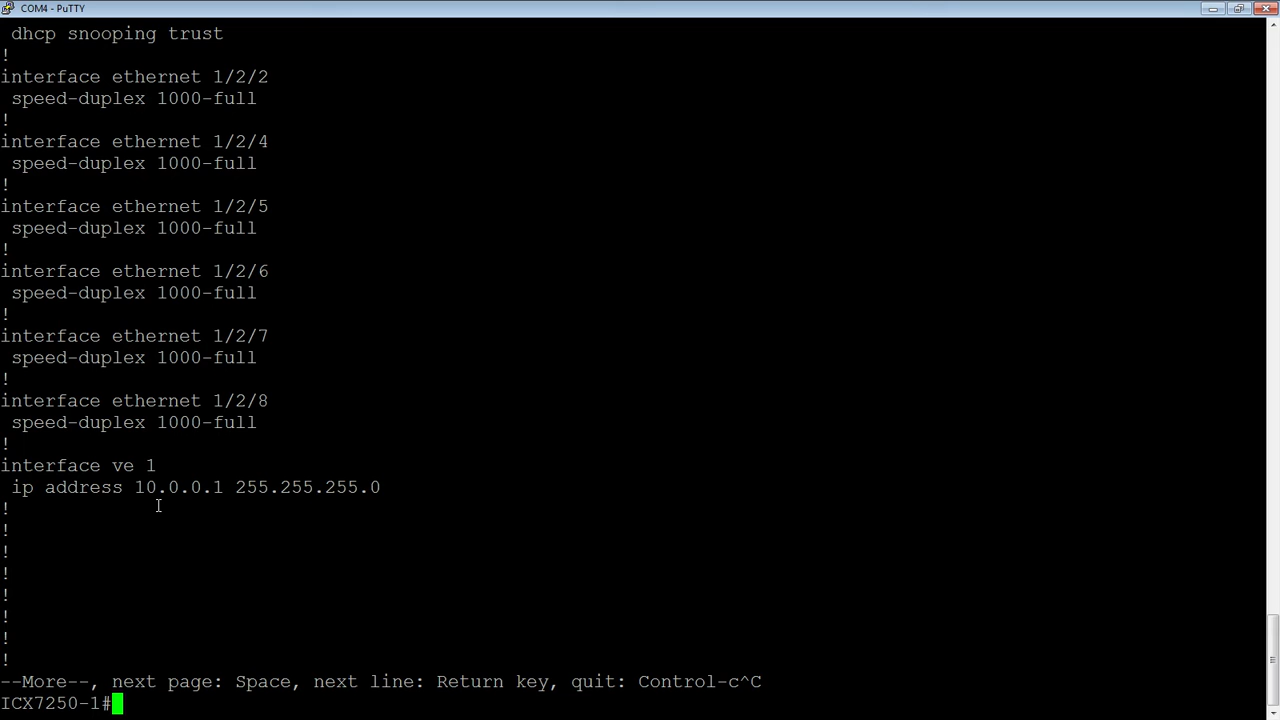 COM4 - PuTTY
dhcp snooping trust
!
interface ethernet 1/2/2
speed-duplex 1000-full
!
interface ethernet 1/2/4
speed-duplex 1000-full
!
interface ethernet 1/2/5
speed-duplex 1000-full
!
interface ethernet 1/2/6
speed-duplex 1000-full
!
interface ethernet 1/2/7
speed-duplex 1000-full
!
interface ethernet 1/2/8
speed-duplex 1000-full
!
interface ve 1
ip address 10.0.0.1 255.255.255.0
!
!
!
!
!
!
!
!
--More--, next page: Space, next line: Return key, quit: Control-c^C
ICX7250-1#